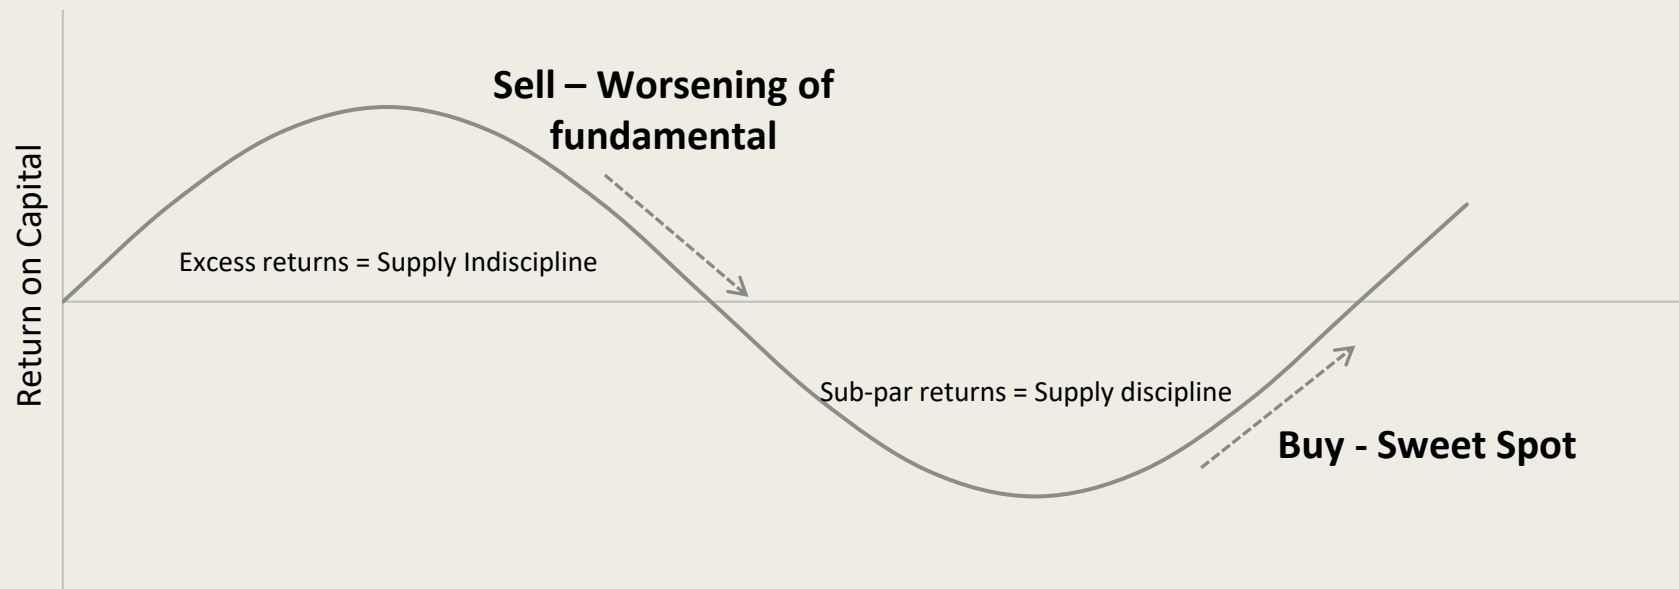 Sell – Worsening of
fundamental
Return on Capital
Excess returns = Supply Indiscipline
Sub-par returns = Supply discipline
Buy - Sweet Spot